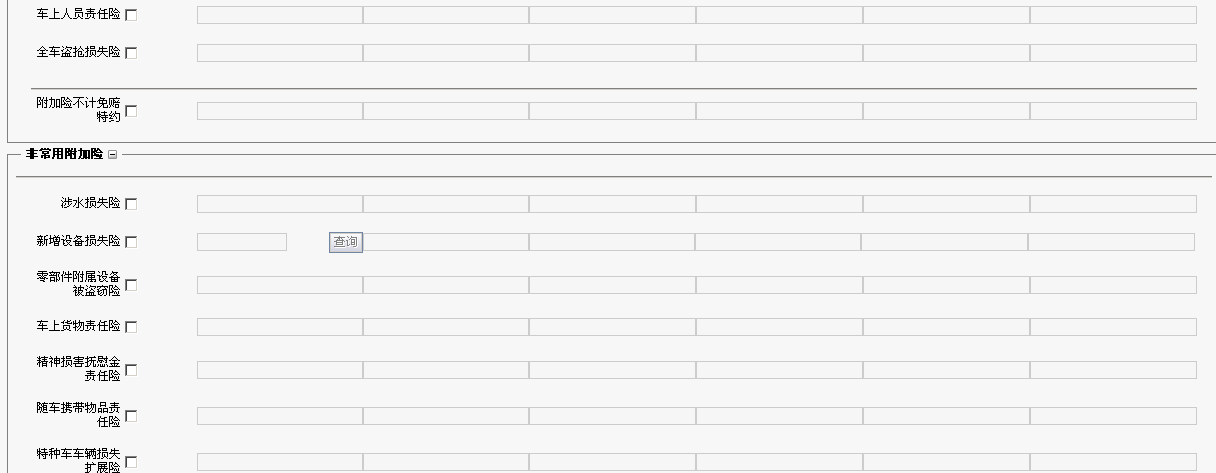 车上人员责任险
全车盗抢损失险
附加险不计免赔
特约
非常用附加险
涉水损失险
新增设备损失险
查询
零部件附属设备
被盗窃险
车上货物责任险
精神损害抚慰金
责任险
随车携带物品责
任险
特种车车辆损失
扩展险